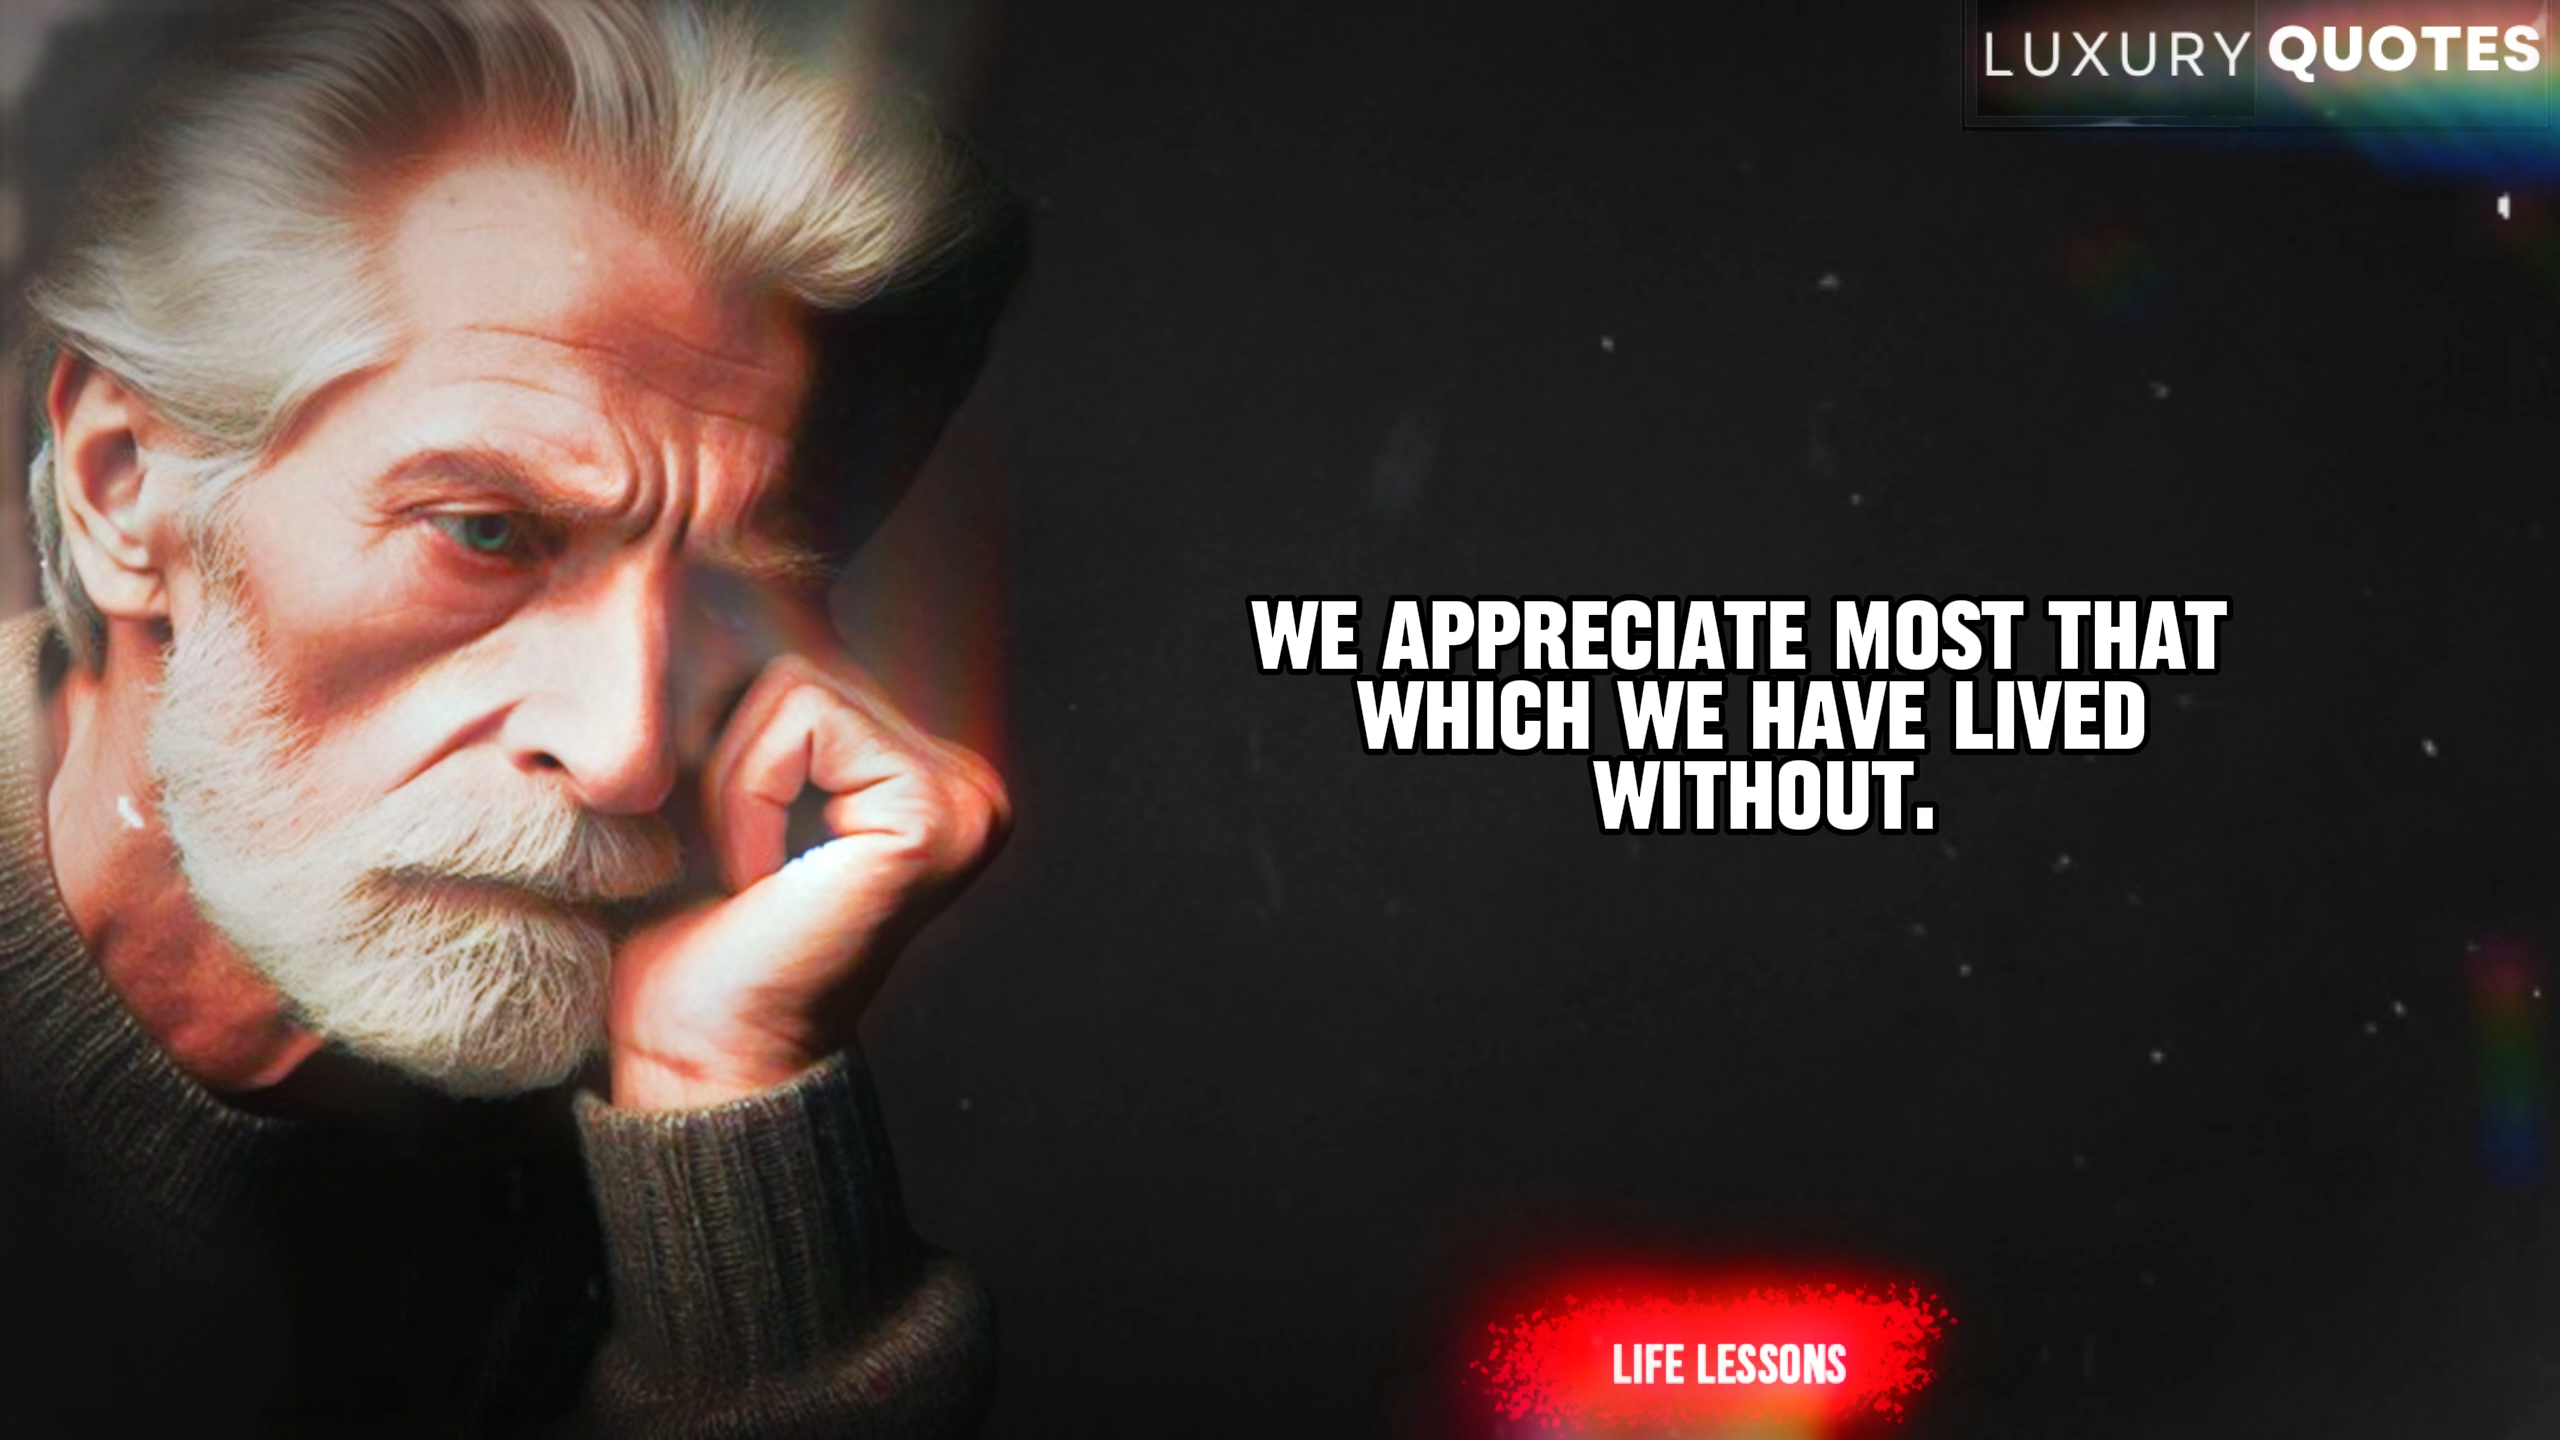 LUXURY QUOTES
WE APPRECIATE MOST THAT
WHICH WE HAVE LIVED
WITHOUT.
LIFE LESSONS